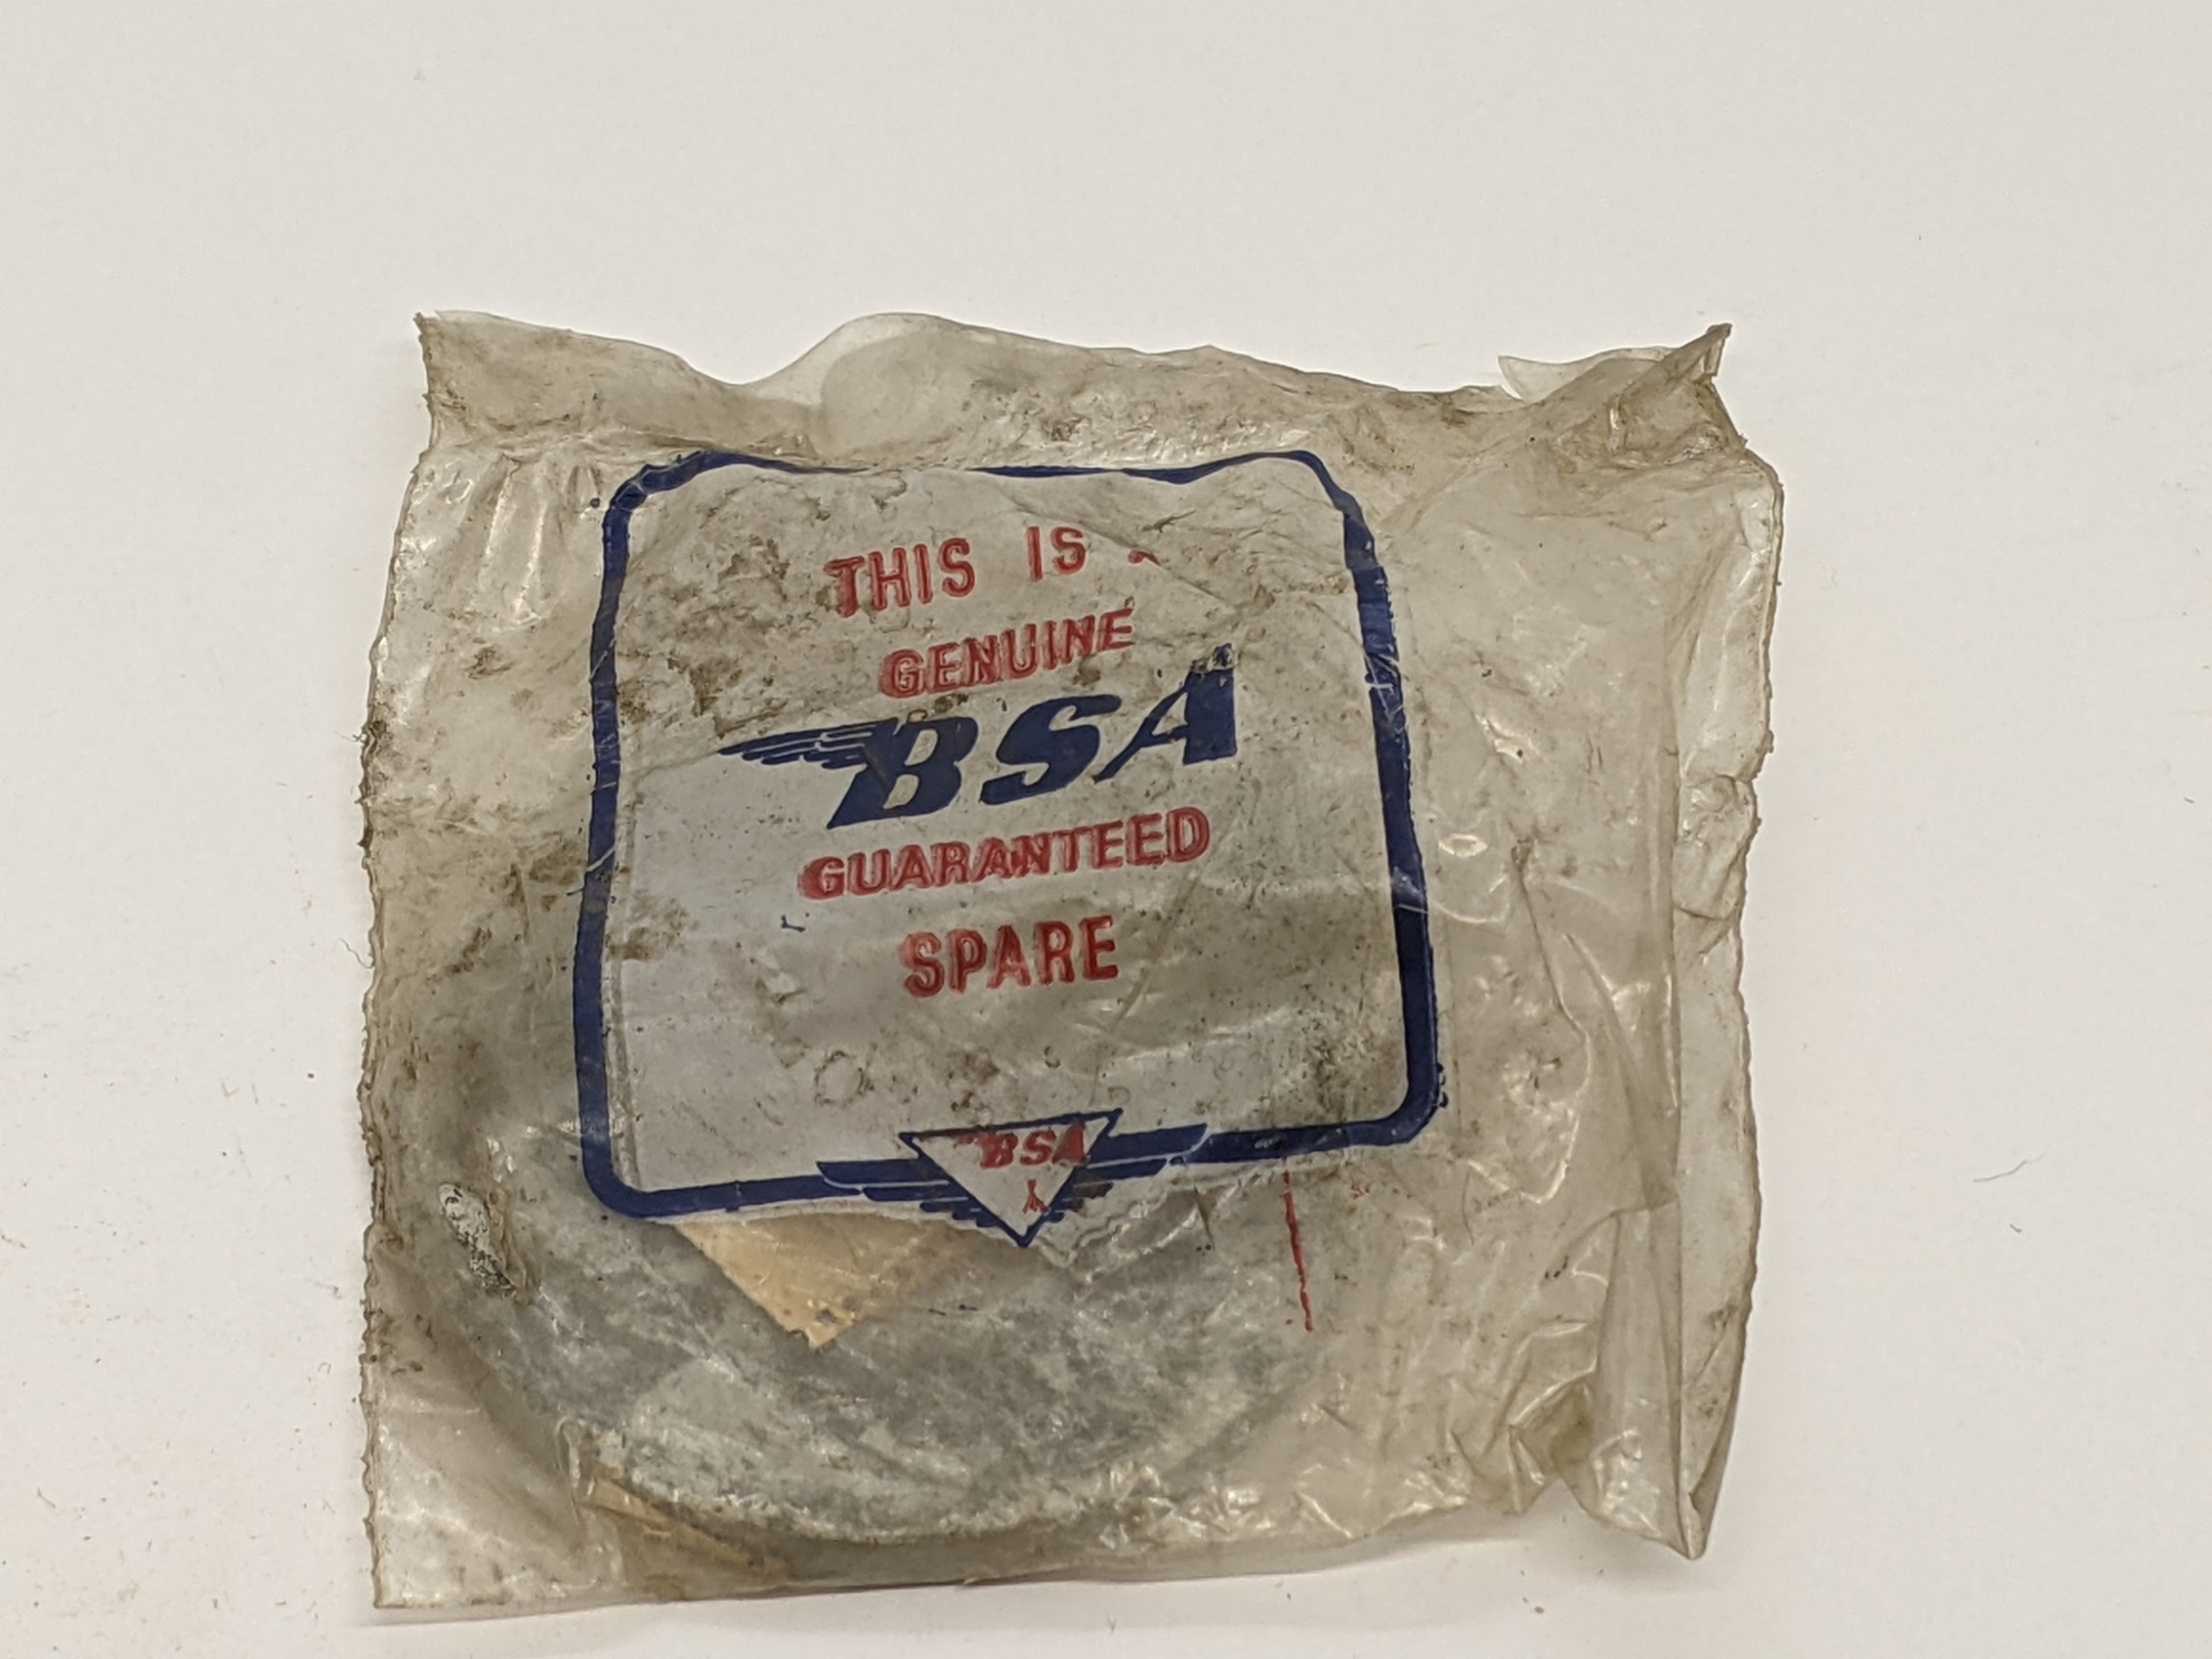 THIS IS
GENUINE
BSA
GUARANTEED
SPARE
BSA